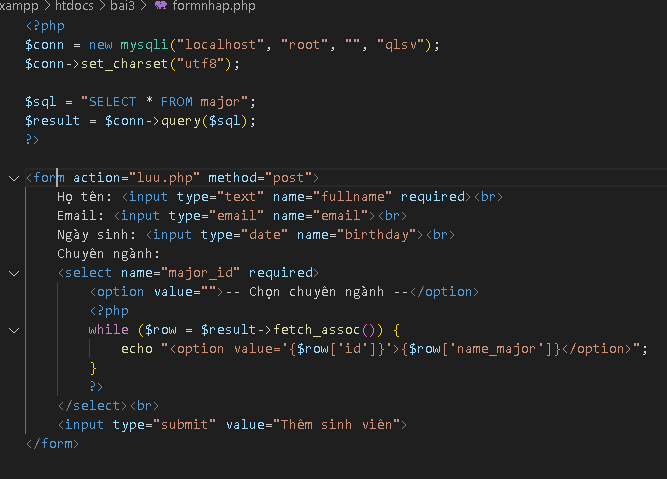 xampp > htdocs > bai3 > formnhap.php
<?php
$conn = new mysqli("localhost", "root", "", "qlsv");
$conn->set_charset("utf8");
$sql = "SELECT * FROM major";
$result = $conn->query($sql);
?>
<form action="luu.php" method="post">
Họ tên: <input type="text" name="fullname" required><br>
Email: <input type="email" name="email"><br>
Ngày sinh: <input type="date" name="birthday"><br>
Chuyên ngành:
<select name="major_id" required>
<option value="">-- Chọn chuyên ngành --</option>
<?php
while ($row = $result->fetch_assoc()) {
echo "<option value='{$row['id']}'>{$row['name_major']}</option>";
}
?>
</select><br>
<input type="submit" value="Thêm sinh viên">
</form>